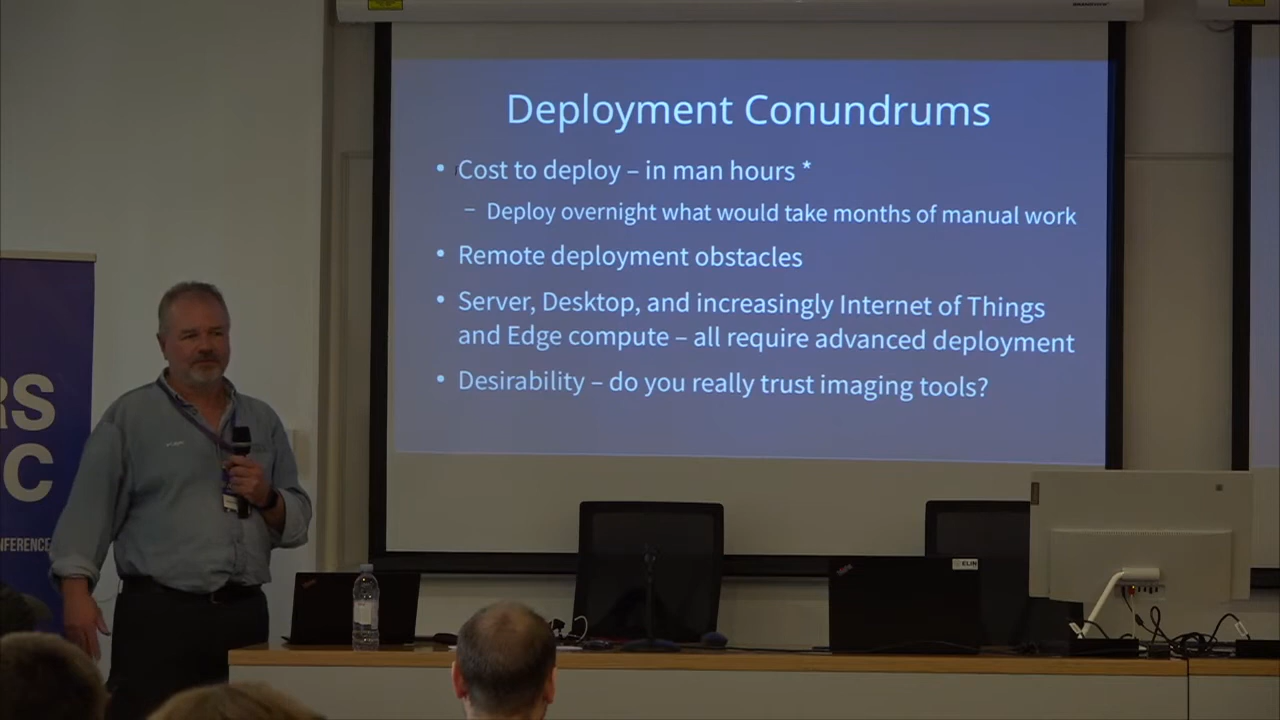 Deployment Conundrums
• Cost to deploy – in man hours *
– Deploy overnight what would take months of manual work
• Remote deployment obstacles
• Server, Desktop, and increasingly Internet of Things
and Edge compute – all require advanced deployment
• Desirability – do you really trust imaging tools?
RS
C
NFERENCE
ELIN